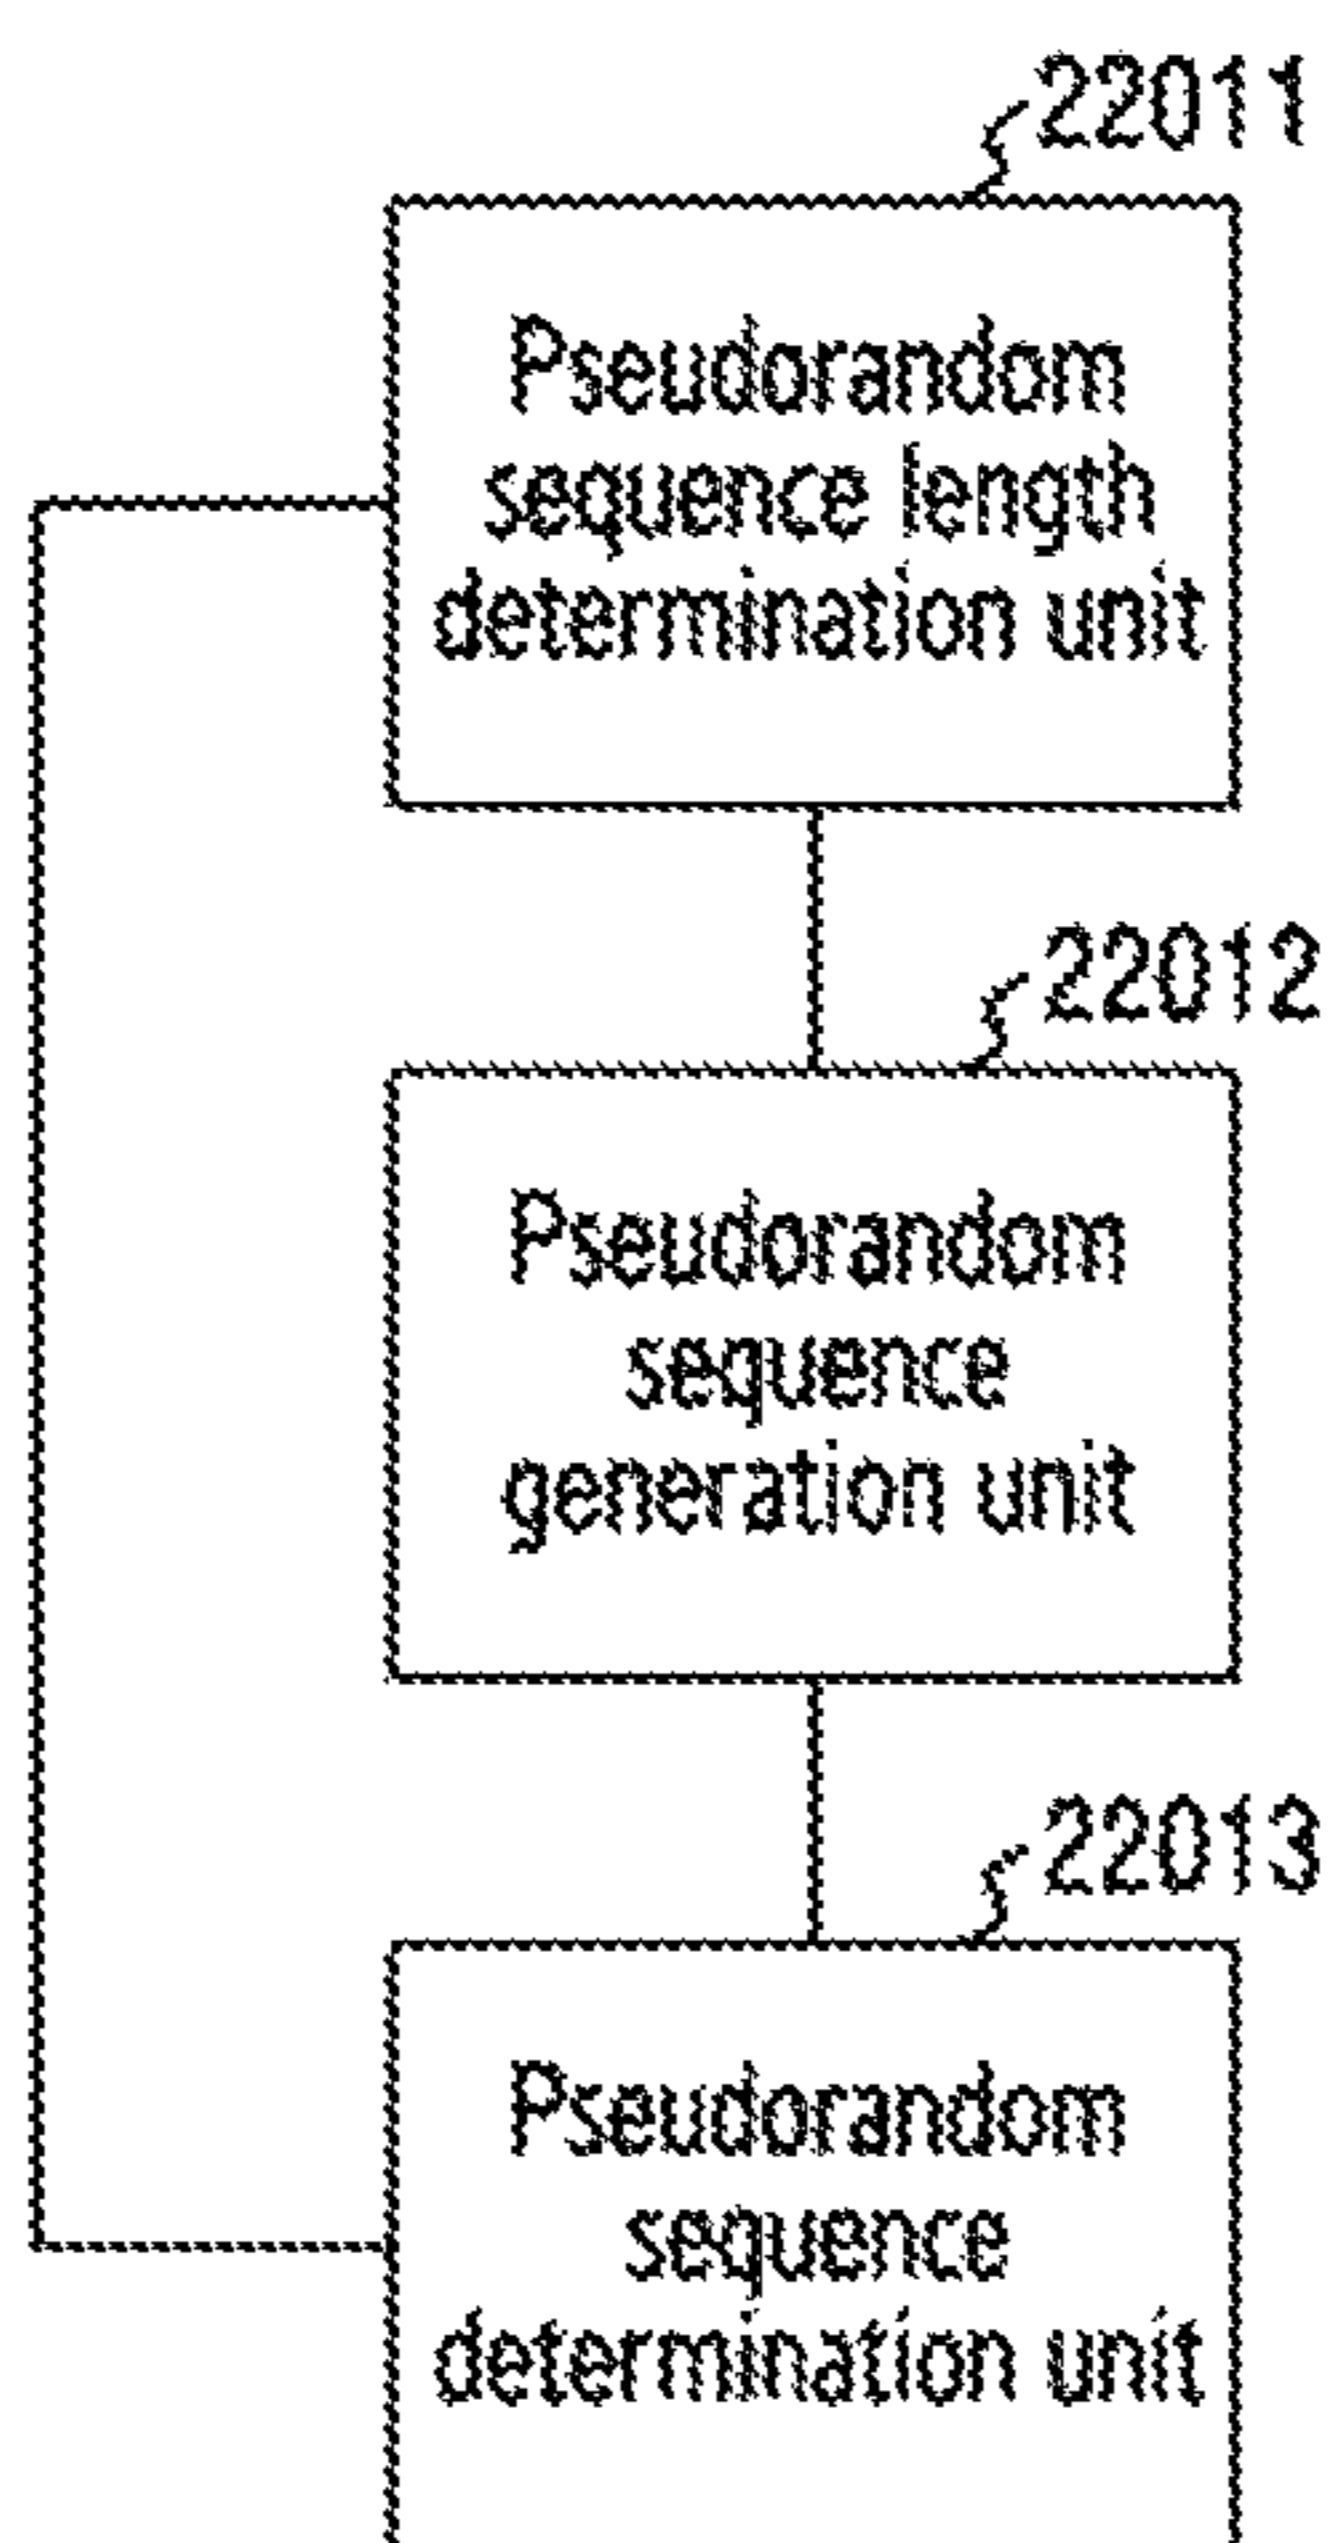 22011
Pseudorandom
sequence length
determination unit
22012
Pseudorandom
sequence
generation unit
22013
Pseudorandom
sequence
determination unit